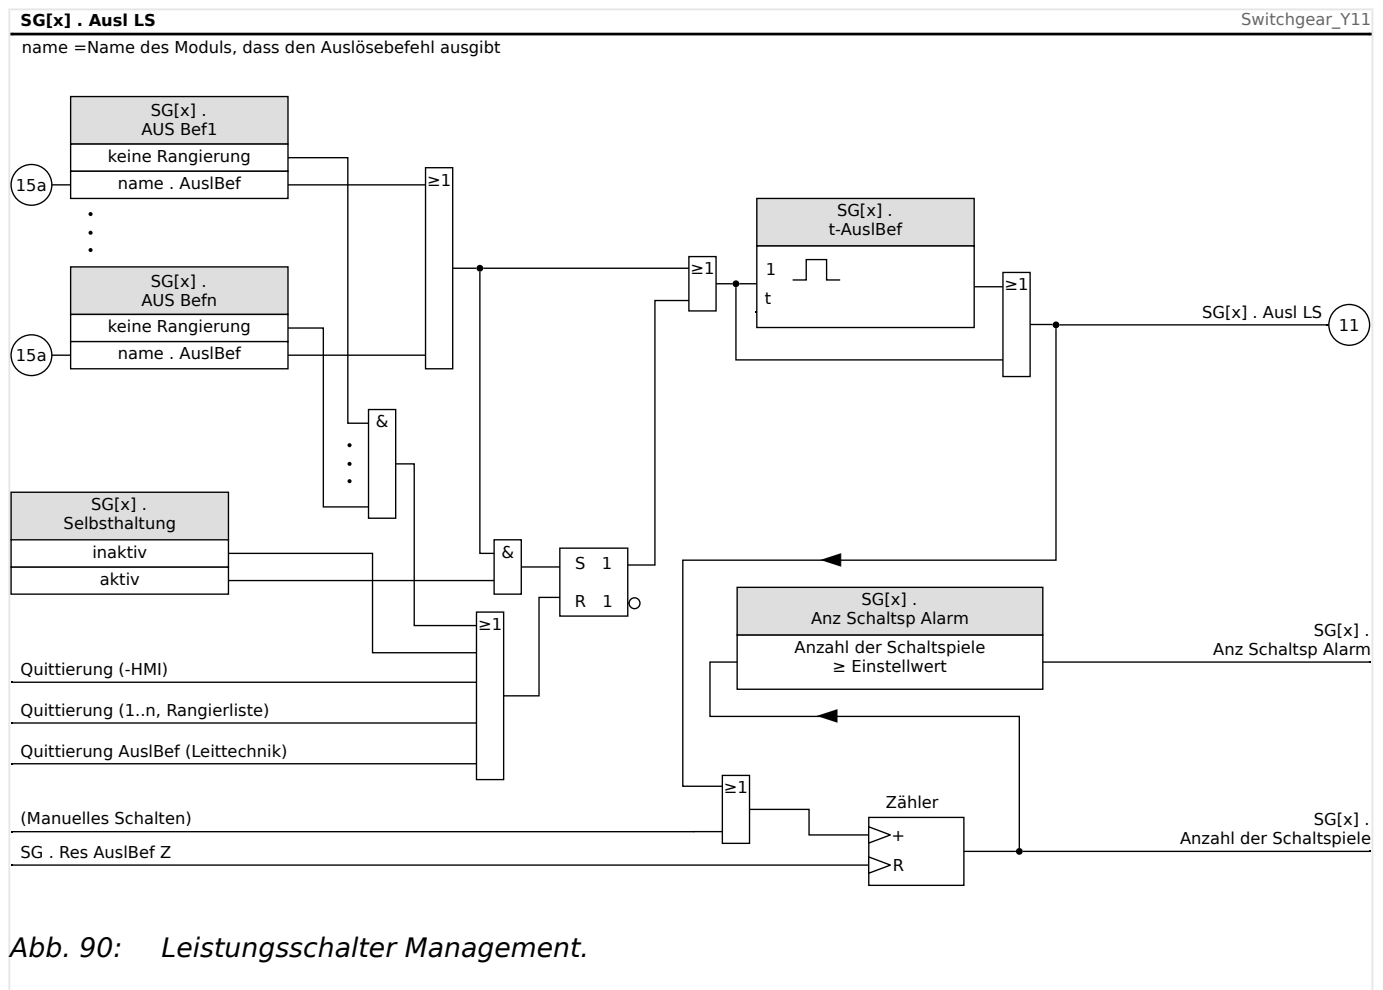 SG[x] . Ausl LS
Switchgear_Y11
name =Name des Moduls, dass den Auslösebefehl ausgibt
SG[x] .
AUS Bef1
keine Rangierung
15a
name . AuslBef
≥1
SG[x] .
t-AuslBef
≥1
1
t
≥1
SG[x] . Ausl LS
11
SG[x] .
AUS Befn
keine Rangierung
15a
name . AuslBef
&
SG[x] .
Selbsthaltung
inaktiv
aktiv
&
S 1
R 1
≥1
SG[x] .
Anz Schaltsp Alarm
Anzahl der Schaltspiele
≥ Einstellwert
SG[x] .
Anz Schaltsp Alarm
Quittierung (-HMI)
Quittierung (1..n, Rangierliste)
Quittierung AuslBef (Leittechnik)
≥1
Zähler
(Manuelles Schalten)
+
SG[x] .
Anzahl der Schaltspiele
SG . Res AuslBef Z
R
Abb. 90: Leistungsschalter Management.